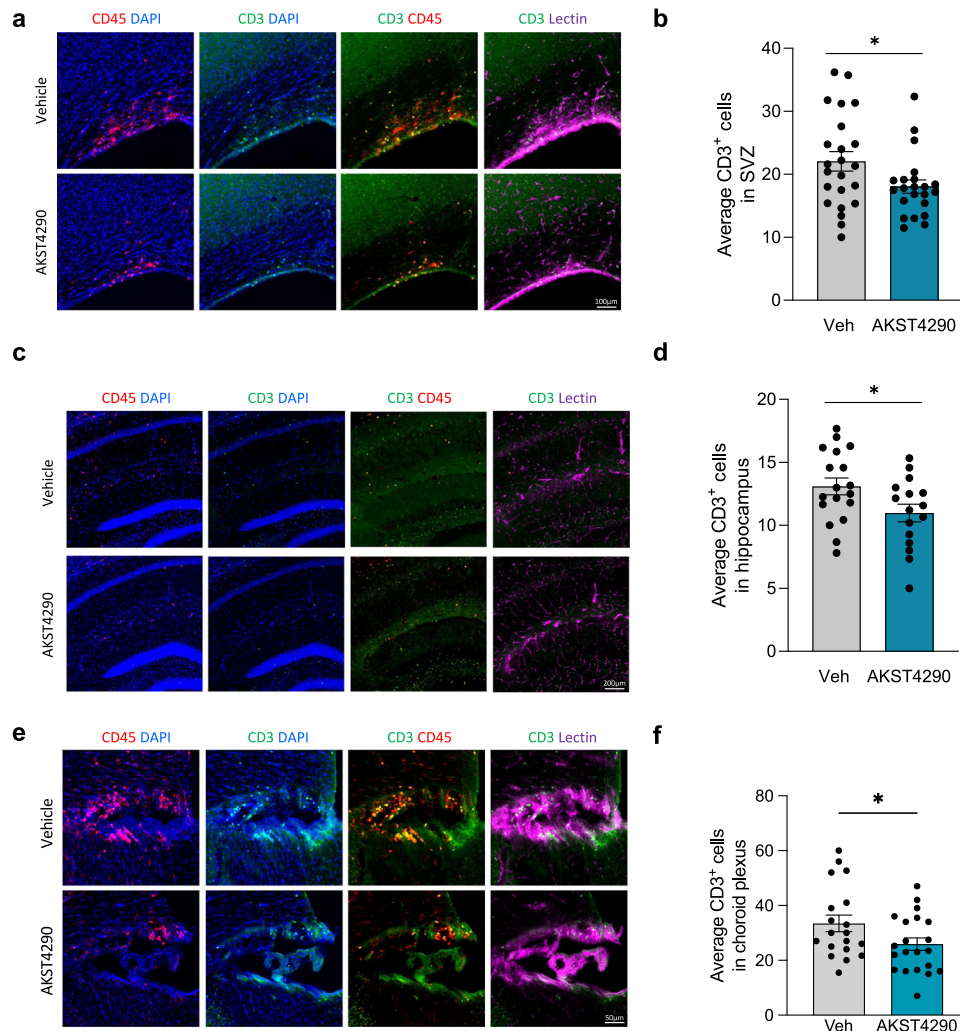 a
CD45 DAPI
CD3 DAPI
CD3 CD45
CD3 Lectin
Vehicle
AKST4290
100µm
b
*
Average CD3+ cells
in SVZ
40
30
20
10
0
Veh
AKST4290
c
CD45 DAPI
CD3 DAPI
CD3 CD45
CD3 Lectin
Vehicle
AKST4290
200µm
d
*
Average CD3+ cells
in hippocampus
20
15
10
5
0
Veh
AKST4290
e
CD45 DAPI
CD3 DAPI
CD3 CD45
CD3 Lectin
Vehicle
AKST4290
50µm
f
*
Average CD3+ cells
in choroid plexus
80
60
40
20
0
Veh
AKST4290